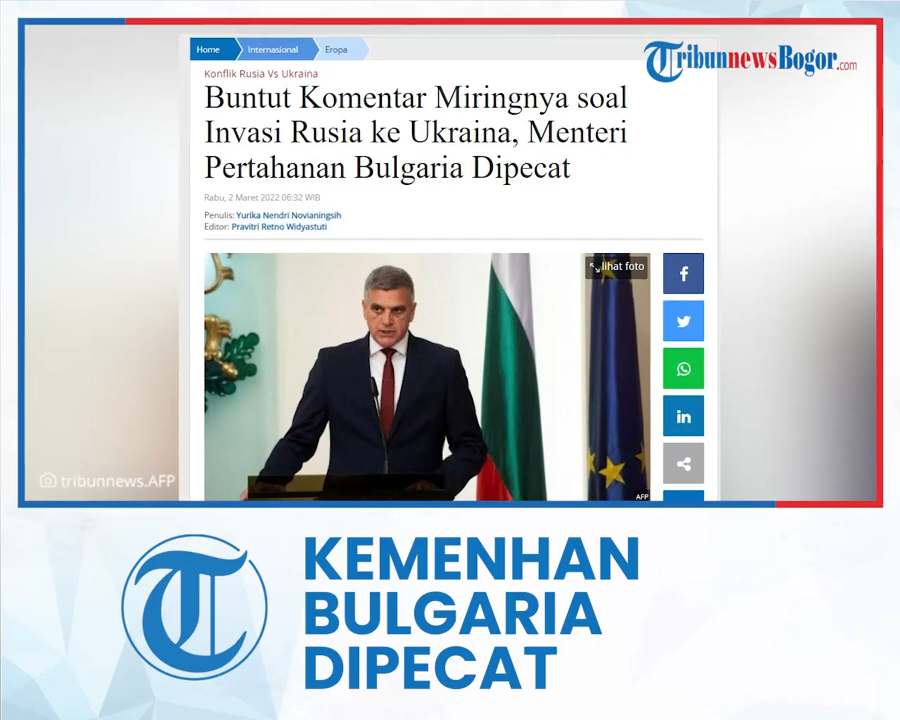 Home Internasional Eropa
TribunnewsBogor.com
Konflik Rusia Vs Ukraina
Buntut Komentar Miringnya soal
Invasi Rusia ke Ukraina, Menteri
Pertahanan Bulgaria Dipecat
Rabu, 2 Maret 2022 06:32 WIB
Penulis: Yurika Nendri Novianingsih
Editor: Pravitri Retno Widyastuti
lihat foto
f
in
AFP
tribunnews.AFP
T
KEMENHAN
BULGARIA
DIPECAT